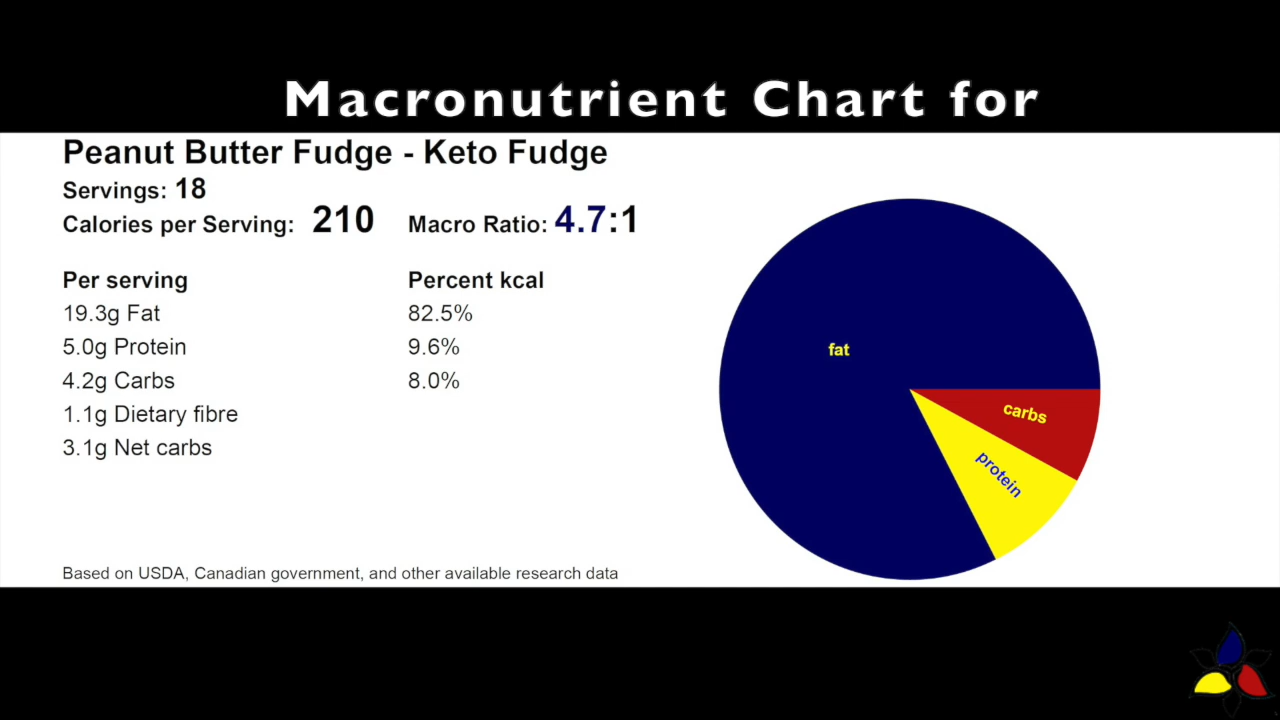 Macronutrient Chart for
Peanut Butter Fudge - Keto Fudge
Servings: 18
Calories per Serving: 210 Macro Ratio: 4.7:1
Per serving Percent kcal
19.3g Fat 82.5%
5.0g Protein 9.6%
4.2g Carbs 8.0%
1.1g Dietary fibre
3.1g Net carbs
fat
carbs
protein
Based on USDA, Canadian government, and other available research data